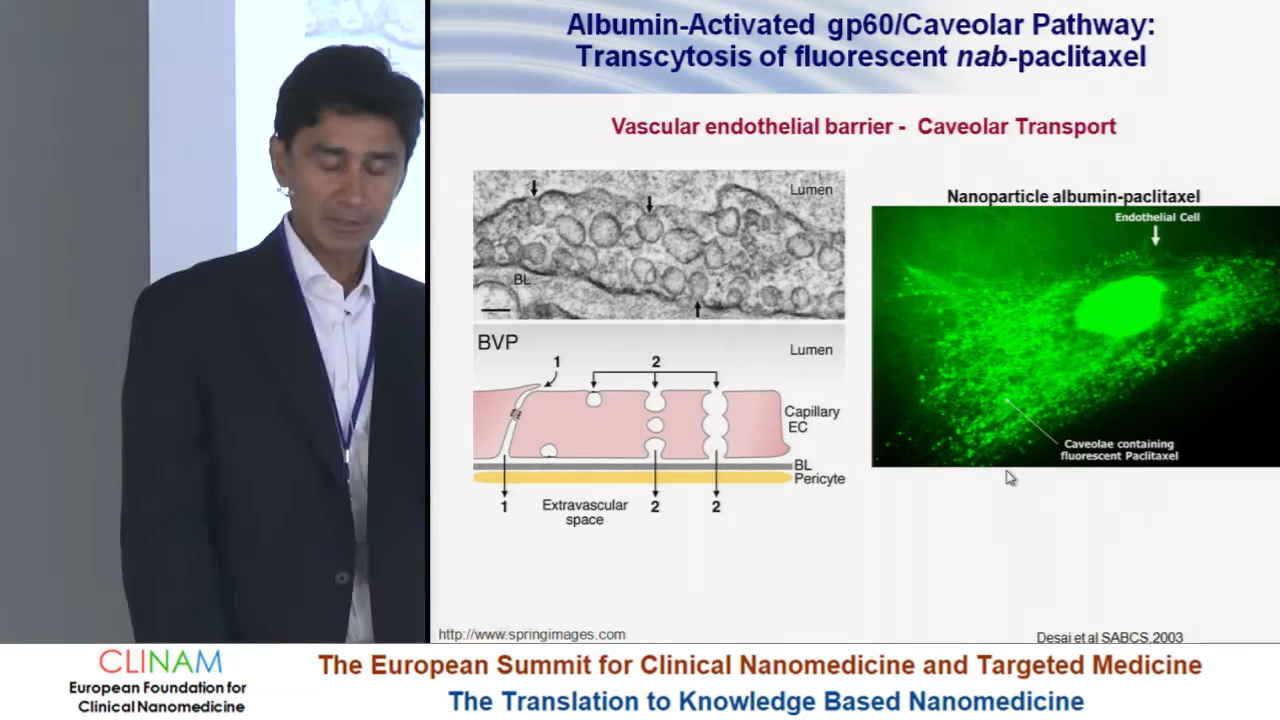 Albumin-Activated gp60/Caveolar Pathway:
Transcytosis of fluorescent nab-paclitaxel
Vascular endothelial barrier - Caveolar Transport
Lumen
BL
BVP
Lumen
1
2
Capillary
EC
BL
Pericyte
1
Extravascular
space
2
2
Nanoparticle albumin-paclitaxel
Endothelial Cell
Caveolae containing
fluorescent Paclitaxel
http://www.springimages.com
Desai et al SABCS 2003
CLINAM
European Foundation for
Clinical Nanomedicine
The European Summit for Clinical Nanomedicine and Targeted Medicine
The Translation to Knowledge Based Nanomedicine